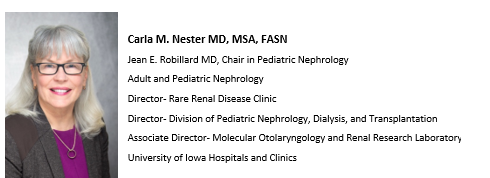 Carla M. Nester MD, MSA, FASN
Jean E. Robillard MD, Chair in Pediatric Nephrology
Adult and Pediatric Nephrology
Director- Rare Renal Disease Clinic
Director- Division of Pediatric Nephrology, Dialysis, and Transplantation
Associate Director- Molecular Otolaryngology and Renal Research Laboratory
University of Iowa Hospitals and Clinics